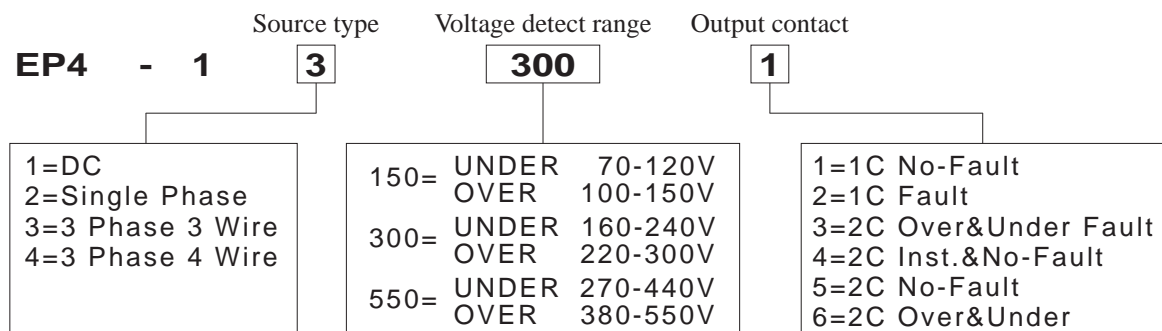 Source type Voltage detect range Output contact
EP4 - 1 3 300 1
1=DC
2=Single Phase
3=3 Phase 3 Wire
4=3 Phase 4 Wire
150= UNDER 70-120V
OVER 100-150V
300= UNDER 160-240V
OVER 220-300V
550= UNDER 270-440V
OVER 380-550V
1=1C No-Fault
2=1C Fault
3=2C Over&Under Fault
4=2C Inst.&No-Fault
5=2C No-Fault
6=2C Over&Under